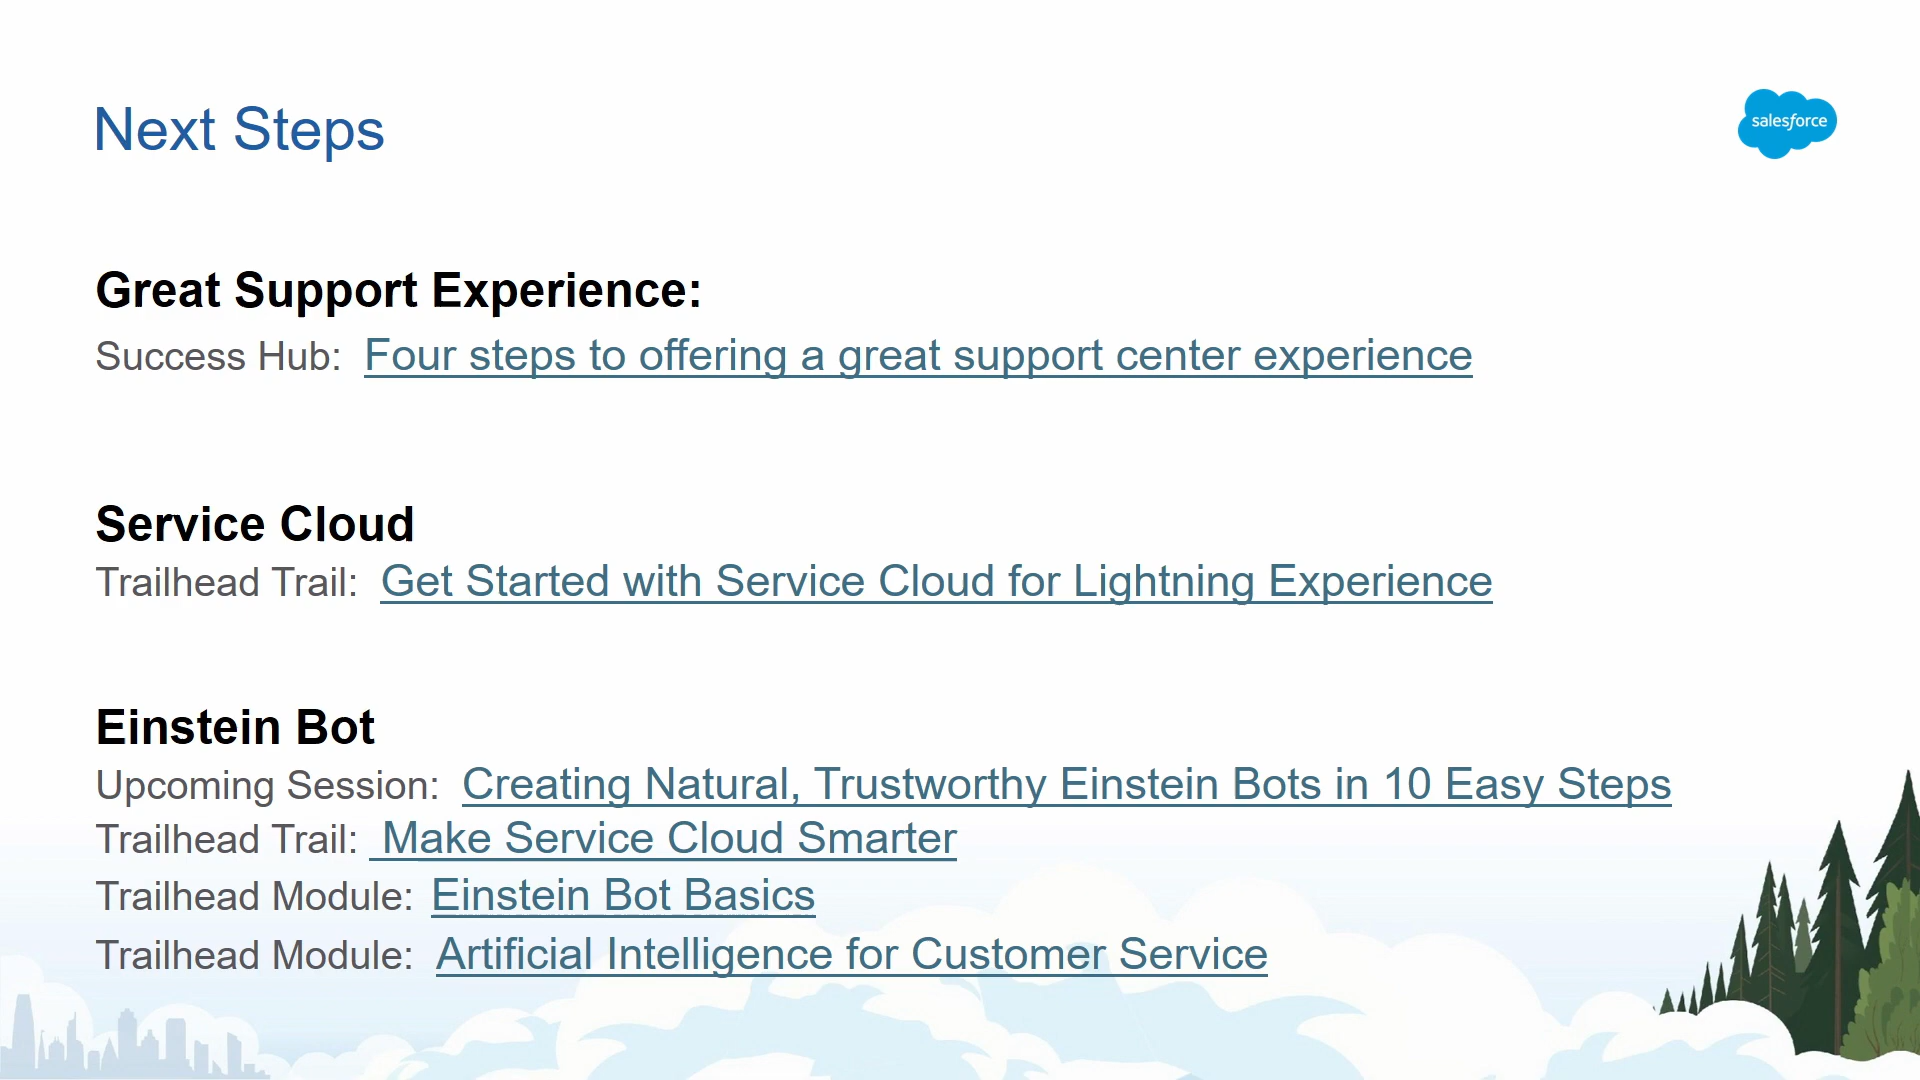 Next Steps
salesforce
Great Support Experience:
Success Hub: Four steps to offering a great support center experience
Service Cloud
Trailhead Trail: Get Started with Service Cloud for Lightning Experience
Einstein Bot
Upcoming Session: Creating Natural, Trustworthy Einstein Bots in 10 Easy Steps
Trailhead Trail: Make Service Cloud Smarter
Trailhead Module: Einstein Bot Basics
Trailhead Module: Artificial Intelligence for Customer Service